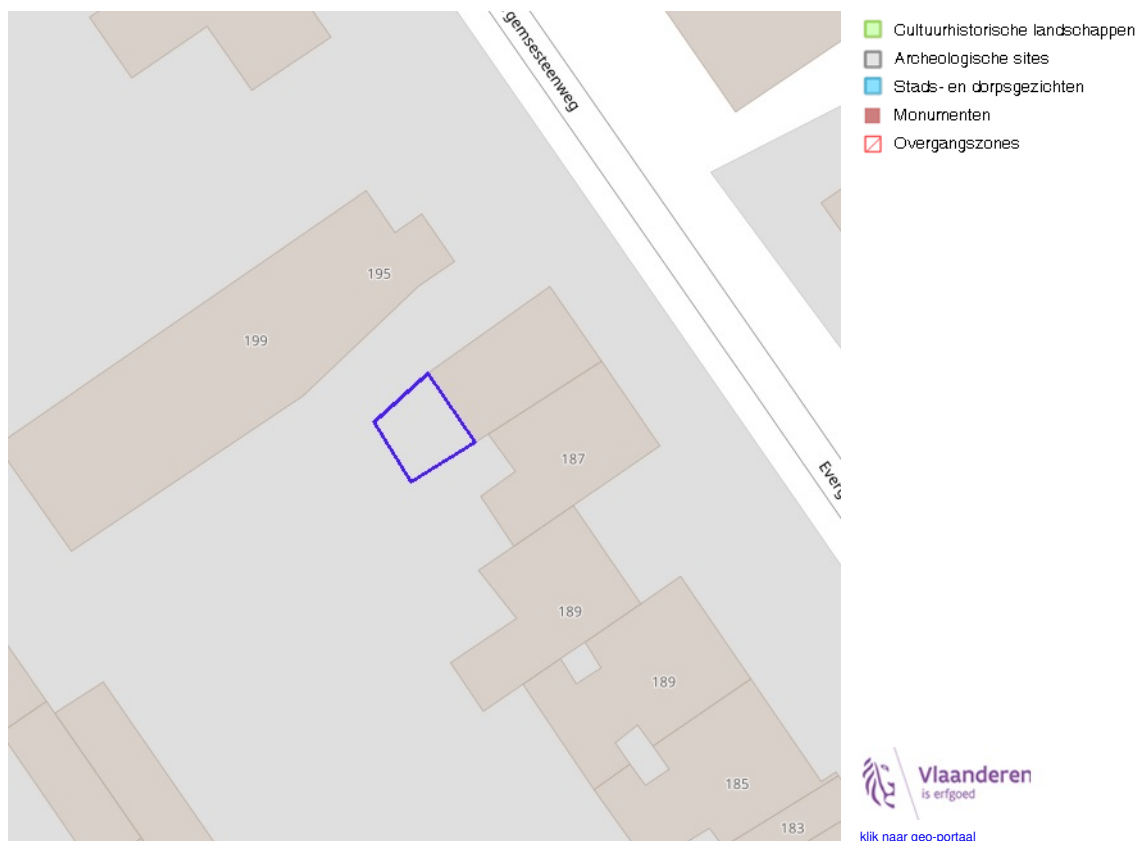 gemsesteenweg
195
199
187
Everg
189
189
185
183
Cultuurhistorische landschappen
Archeologische sites
Stads- en dorpsgezichten
Monumenten
Overgangszones
Vlaanderen
is erfgoed
klik naar geo-portaal